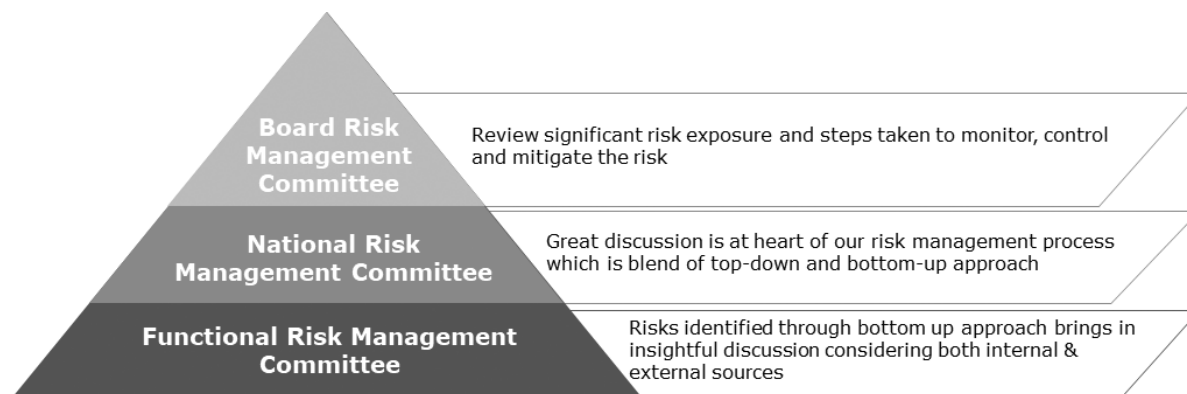 Board Risk
Management
Committee
Review significant risk exposure and steps taken to monitor, control
and mitigate the risk
National Risk
Management Committee
Great discussion is at heart of our risk management process
which is blend of top-down and bottom-up approach
Functional Risk Management
Committee
Risks identified through bottom up approach brings in
insightful discussion considering both internal &
external sources